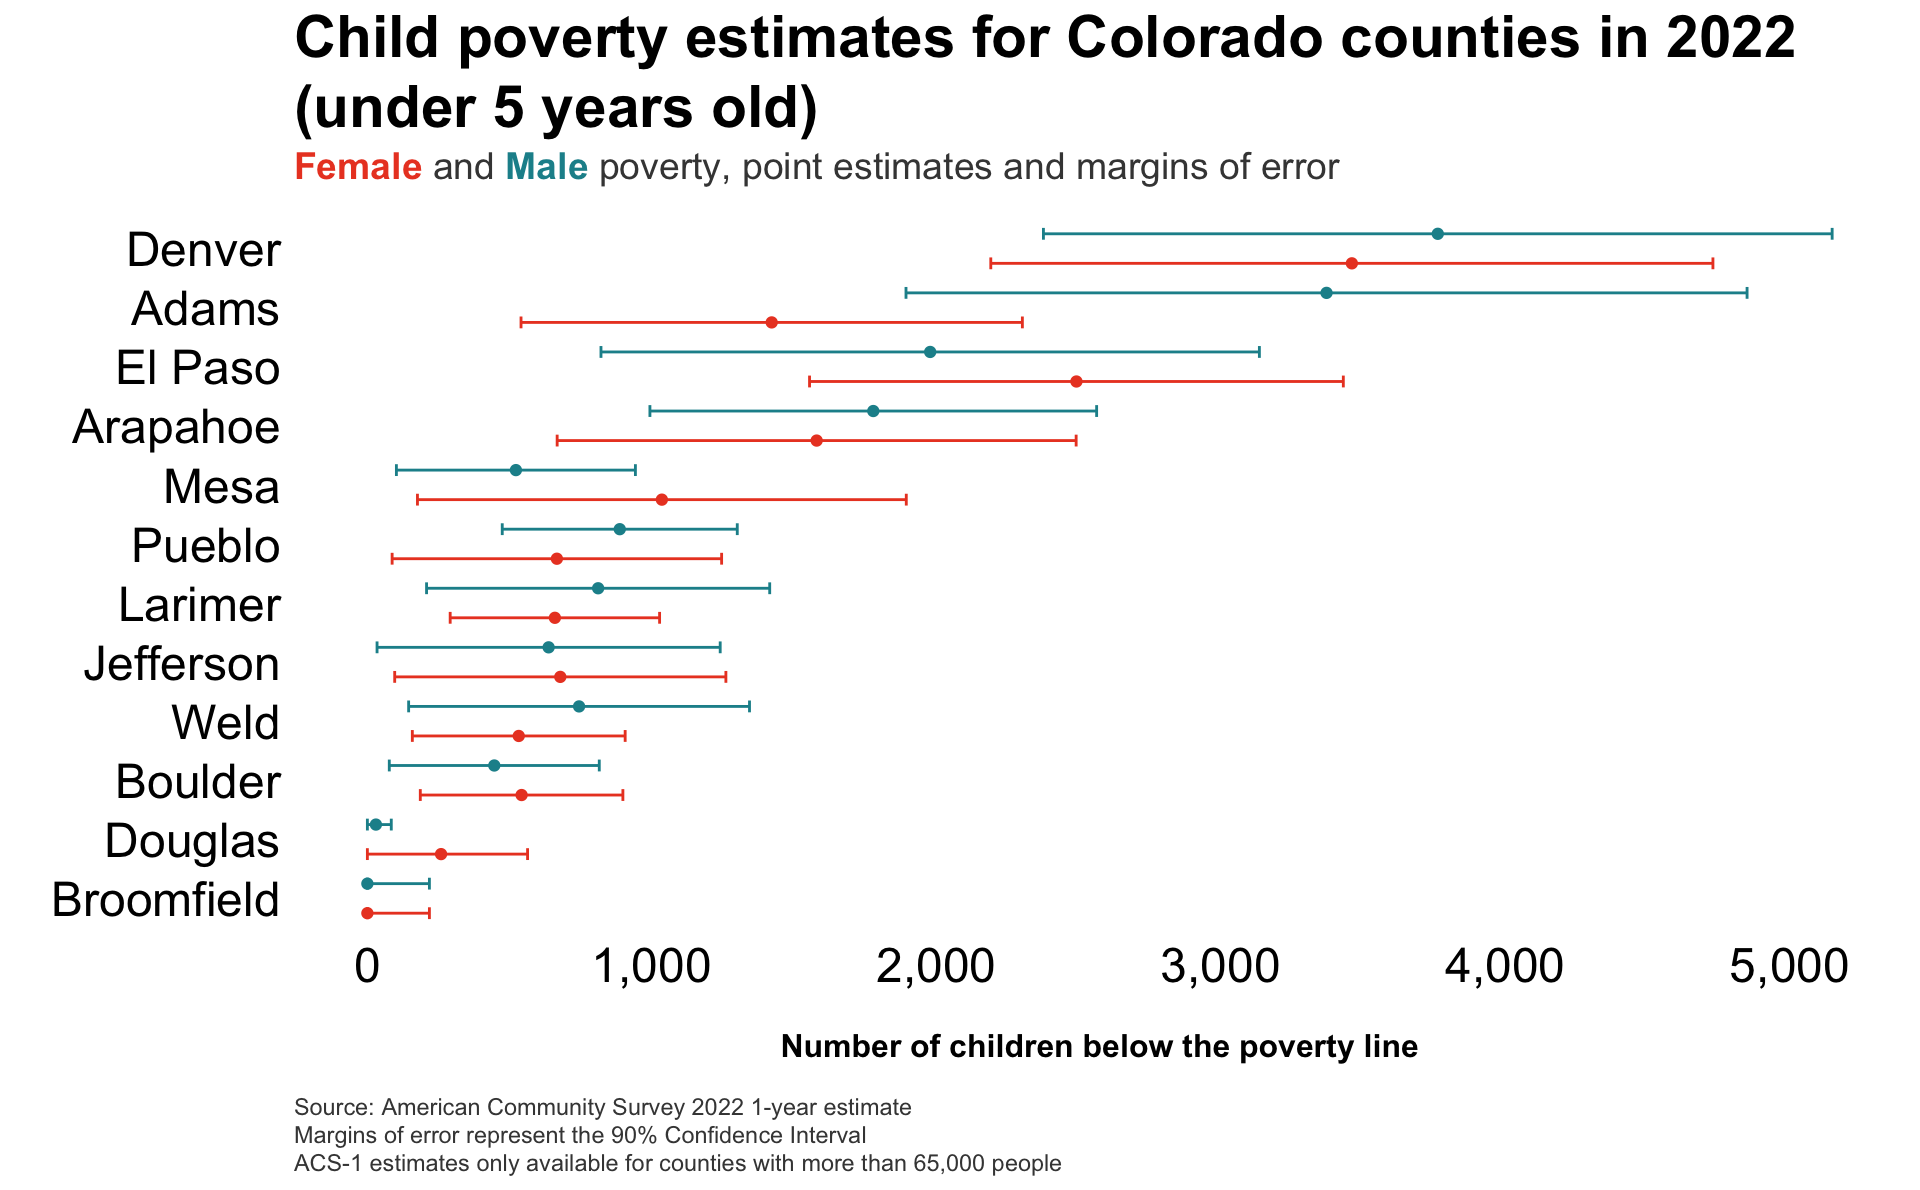 Child poverty estimates for Colorado counties in 2022
(under 5 years old)
Female and Male poverty, point estimates and margins of error
Denver
Adams
El Paso
Arapahoe
Mesa
Pueblo
Larimer
Jefferson
Weld
Boulder
Douglas
Broomfield
0 1,000 2,000 3,000 4,000 5,000
Number of children below the poverty line
Source: American Community Survey 2022 1-year estimate
Margins of error represent the 90% Confidence Interval
ACS-1 estimates only available for counties with more than 65,000 people